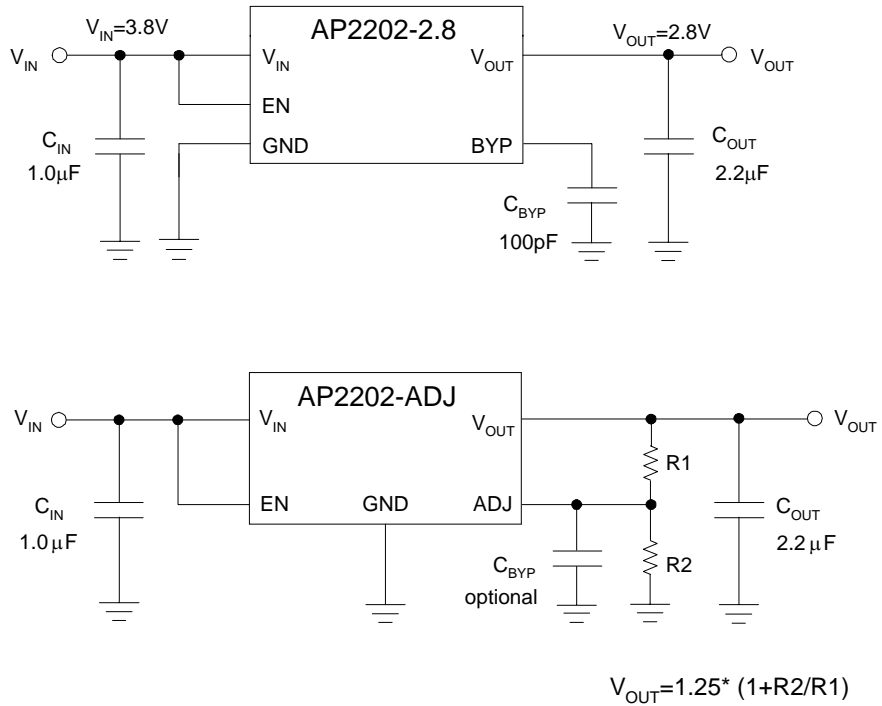 AP2202-2.8
V_IN=3.8V
V_OUT=2.8V
V_IN
V_IN
V_OUT
V_OUT
EN
GND
BYP
C_IN
1.0μF
C_BYP
100pF
C_OUT
2.2μF
AP2202-ADJ
V_IN
V_IN
V_OUT
V_OUT
R1
EN
GND
ADJ
C_IN
1.0μF
C_BYP
optional
R2
C_OUT
2.2μF
V_OUT=1.25* (1+R2/R1)